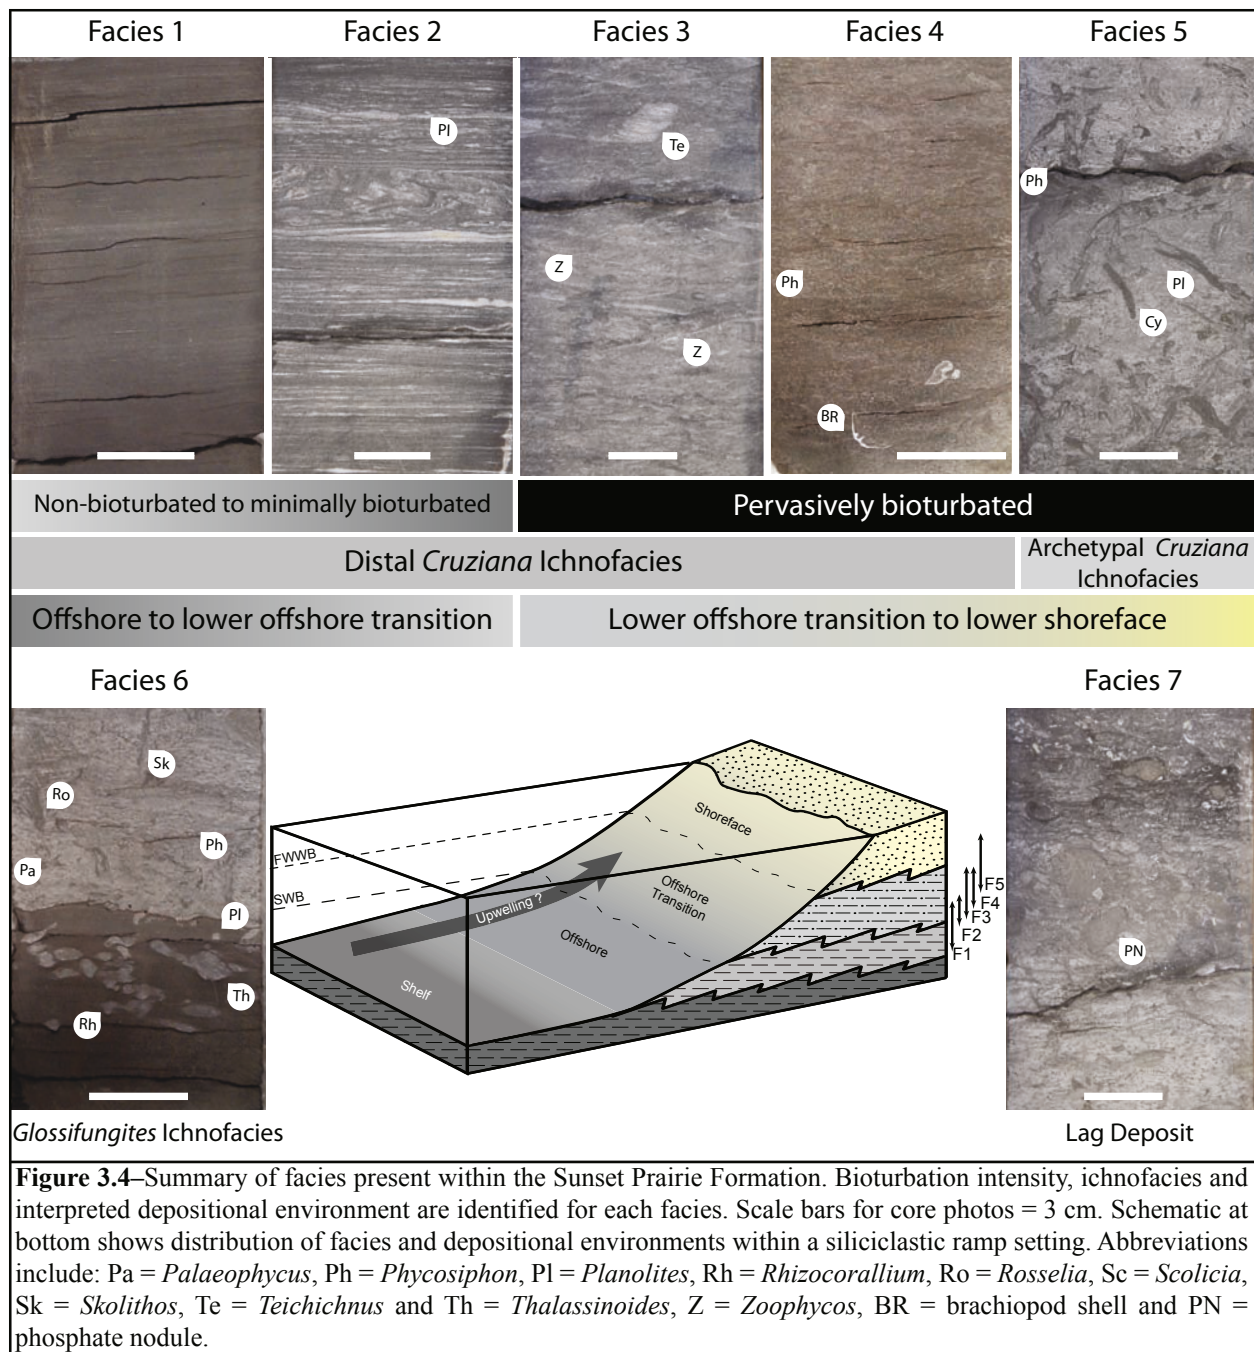 Facies 1
Facies 2
Facies 3
Facies 4
Facies 5
Pl
Te
Z
Z
Ph
BR
Ph
Pl
Cy
Non-bioturbated to minimally bioturbated
Pervasively bioturbated
Distal Cruziana Ichnofacies
Archetypal Cruziana
Ichnofacies
Offshore to lower offshore transition
Lower offshore transition to lower shoreface
Facies 6
Facies 7
Sk
Ro
Ph
Pa
Pl
Th
Rh
FWWB
SWB
Upwelling ?
Shelf
Offshore
Offshore
Transition
Shoreface
F5
F4
F3
F2
F1
PN
Glossifungites Ichnofacies
Lag Deposit
Figure 3.4–Summary of facies present within the Sunset Prairie Formation. Bioturbation intensity, ichnofacies and
interpreted depositional environment are identified for each facies. Scale bars for core photos = 3 cm. Schematic at
bottom shows distribution of facies and depositional environments within a siliciclastic ramp setting. Abbreviations
include: Pa = Palaeophycus, Ph = Phycosiphon, Pl = Planolites, Rh = Rhizocorallium, Ro = Rosselia, Sc = Scolicia,
Sk = Skolithos, Te = Teichichnus and Th = Thalassinoides, Z = Zoophycos, BR = brachiopod shell and PN =
phosphate nodule.